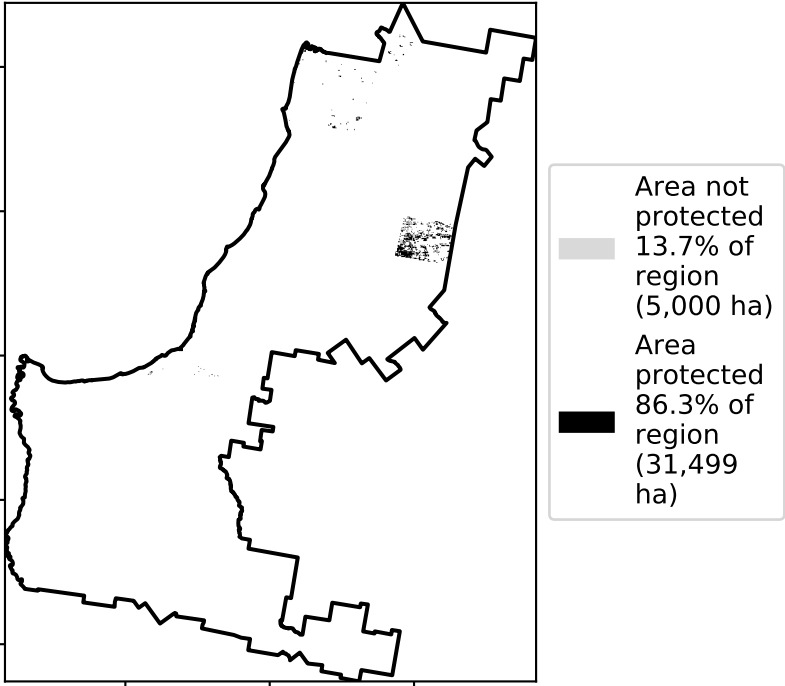 Area not
protected
13.7% of
region
(5,000 ha)
Area
protected
86.3% of
region
(31,499
ha)